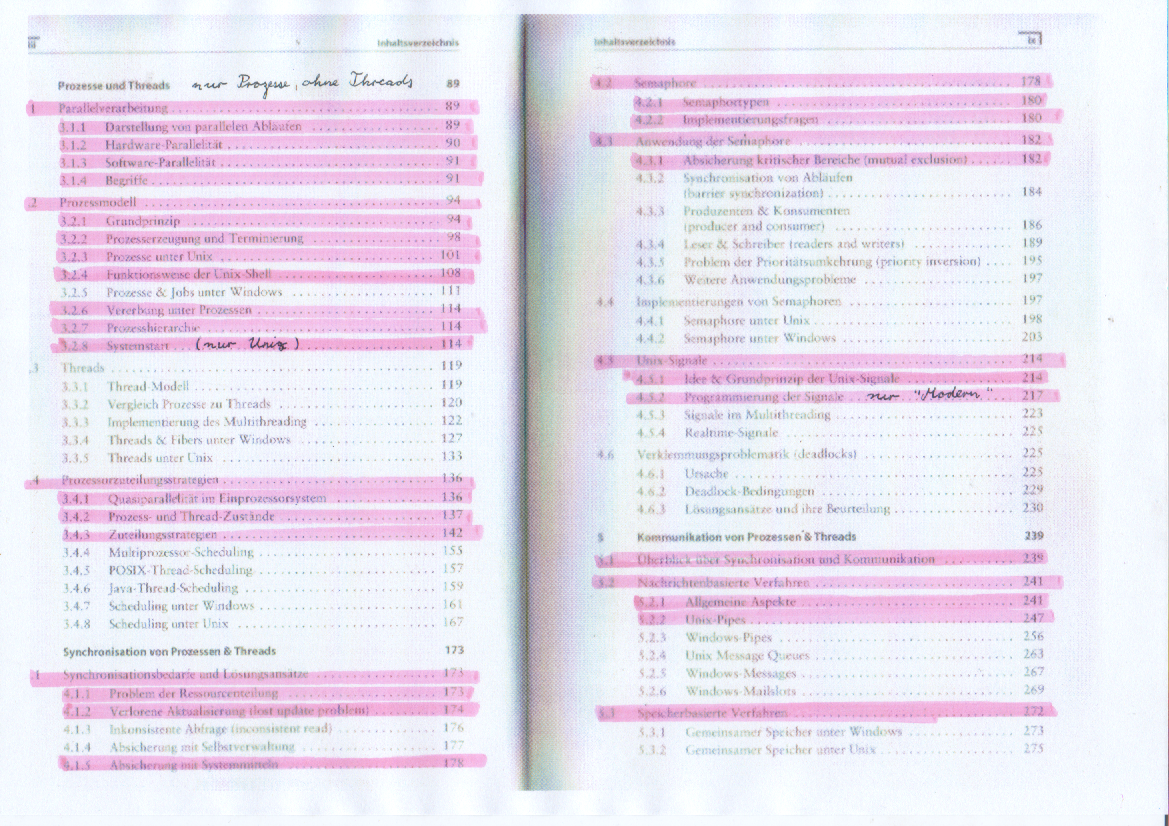 Inhaltsverzeichnis
Prozesse und Threads nur Prozesse, ohne Threads 89
1 Parallelverarbeitung 89
3.1.1 Darstellung von parallelen Abläufen 89
3.1.2 Hardware-Parallelität 90
3.1.3 Software-Parallelität 91
3.1.4 Begriffe 91
.2 Prozessmodell 94
3.2.1 Grundprinzip 94
3.2.2 Prozesserzeugung und Terminierung 98
3.2.3 Prozesse unter Unix 101
3.2.4 Funktionsweise der Unix-Shell 108
3.2.5 Prozesse & Jobs unter Windows 111
3.2.6 Vererbung unter Prozessen 114
3.2.7 Prozesshierarchie 114
3.2.8 Systemstart (nur Unix) 114
.3 Threads 119
3.3.1 Thread-Modell 119
3.3.2 Vergleich Prozesse zu Threads 120
3.3.3 Implementierung des Multithreading 122
3.3.4 Threads & Fibers unter Windows 127
3.3.5 Threads unter Unix 133
.4 Prozessorzuteilungsstrategien 136
3.4.1 Quasiparallelität im Einprozessorsystem 136
3.4.2 Prozess- und Thread-Zustände 137
3.4.3 Zuteilungsstrategien 142
3.4.4 Multiprozessor-Scheduling 155
3.4.5 POSIX-Thread-Scheduling 157
3.4.6 Java-Thread-Scheduling 159
3.4.7 Scheduling unter Windows 161
3.4.8 Scheduling unter Unix 167
Synchronisation von Prozessen & Threads 173
.1 Synchronisationsbedarfe und Lösungsansätze 173
4.1.1 Problem der Ressourcenteilung 173
4.1.2 Verlorene Aktualisierung (lost update problem) 174
4.1.3 Inkonsistente Abfrage (inconsistent read) 176
4.1.4 Absicherung mit Selbstverwaltung 177
4.1.5 Absicherung mit Systemmitteln 178
Inhaltsverzeichnis ix
4.2 Semaphore 178
4.2.1 Semaphortypen 180
4.2.2 Implementierungsfragen 180
4.3 Anwendung der Semaphore 182
4.3.1 Absicherung kritischer Bereiche (mutual exclusion) 182
4.3.2 Synchronisation von Abläufen
(barrier synchronization) 184
4.3.3 Produzenten & Konsumenten
(producer and consumer) 186
4.3.4 Leser & Schreiber (readers and writers) 189
4.3.5 Problem der Prioritätsumkehrung (priority inversion) 195
4.3.6 Weitere Anwendungsprobleme 197
4.4 Implementierungen von Semaphoren 197
4.4.1 Semaphore unter Unix 198
4.4.2 Semaphore unter Windows 203
4.5 Unix-Signale 214
4.5.1 Idee & Grundprinzip der Unix-Signale 214
4.5.2 Programmierung der Signale nur "Modern" 217
4.5.3 Signale im Multithreading 223
4.5.4 Realtime-Signale 225
4.6 Verklemmungsproblematik (deadlocks) 225
4.6.1 Ursache 225
4.6.2 Deadlock-Bedingungen 229
4.6.3 Lösungsansätze und ihre Beurteilung 230
5 Kommunikation von Prozessen & Threads 239
5.1 Überblick über Synchronisation und Kommunikation 239
5.2 Nachrichtenbasierte Verfahren 241
5.2.1 Allgemeine Aspekte 241
5.2.2 Unix-Pipes 247
5.2.3 Windows-Pipes 256
5.2.4 Unix Message Queues 263
5.2.5 Windows-Messages 267
5.2.6 Windows-Mailslots 269
5.3 Speicherbasierte Verfahren 272
5.3.1 Gemeinsamer Speicher unter Windows 273
5.3.2 Gemeinsamer Speicher unter Unix 275